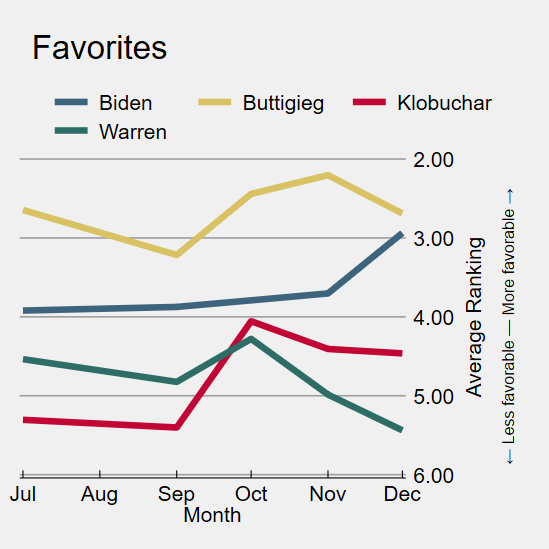 Favorites
Biden Buttigieg Klobuchar
Warren
2.00
3.00
4.00
5.00
6.00
Average Ranking
← Less favorable — More favorable →
Jul Aug Sep Oct Nov Dec
Month